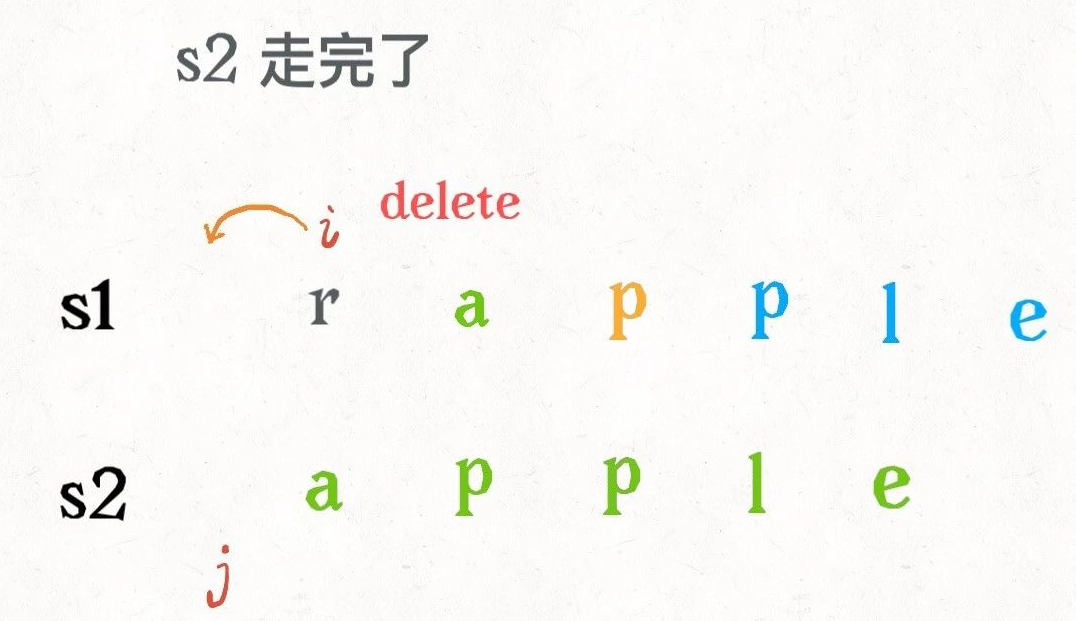 s2 走完了
i delete
s1 r a p p l e
s2 a p p l e
j